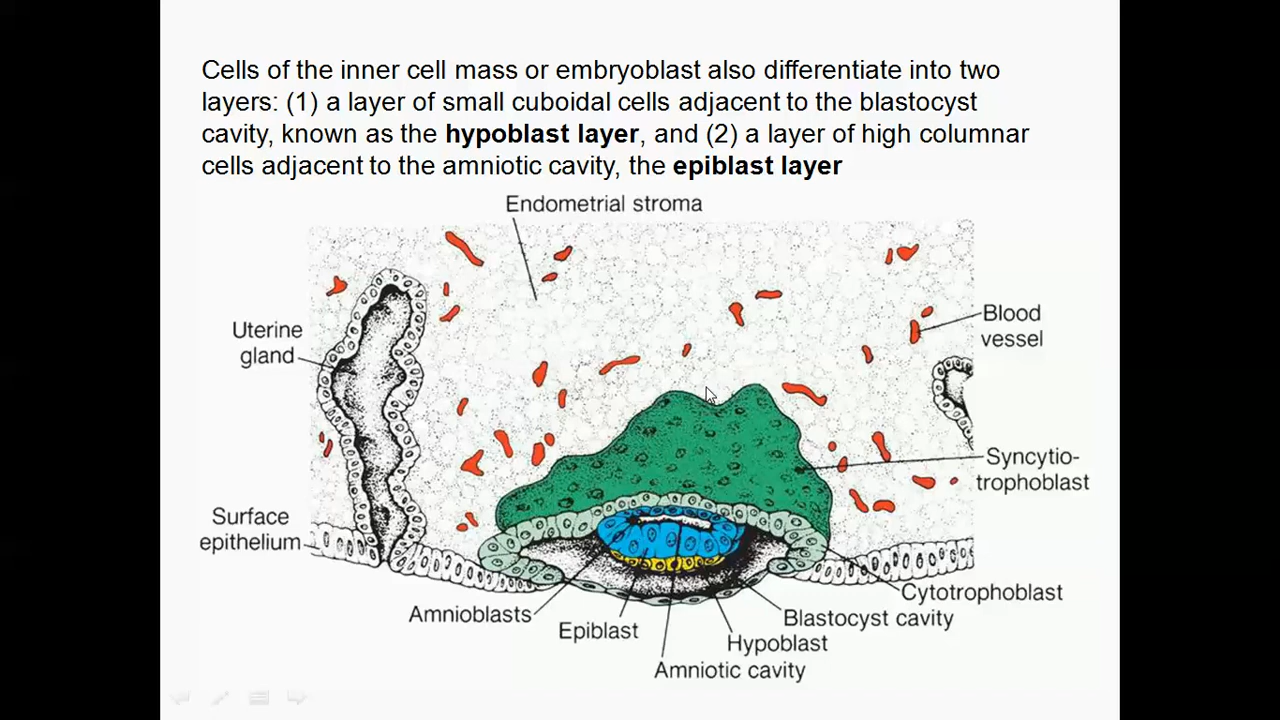 Cells of the inner cell mass or embryoblast also differentiate into two
layers: (1) a layer of small cuboidal cells adjacent to the blastocyst
cavity, known as the hypoblast layer, and (2) a layer of high columnar
cells adjacent to the amniotic cavity, the epiblast layer
Endometrial stroma
Uterine
gland
Blood
vessel
Syncytio-
trophoblast
Surface
epithelium
Cytotrophoblast
Amnioblasts
Blastocyst cavity
Epiblast
Hypoblast
Amniotic cavity